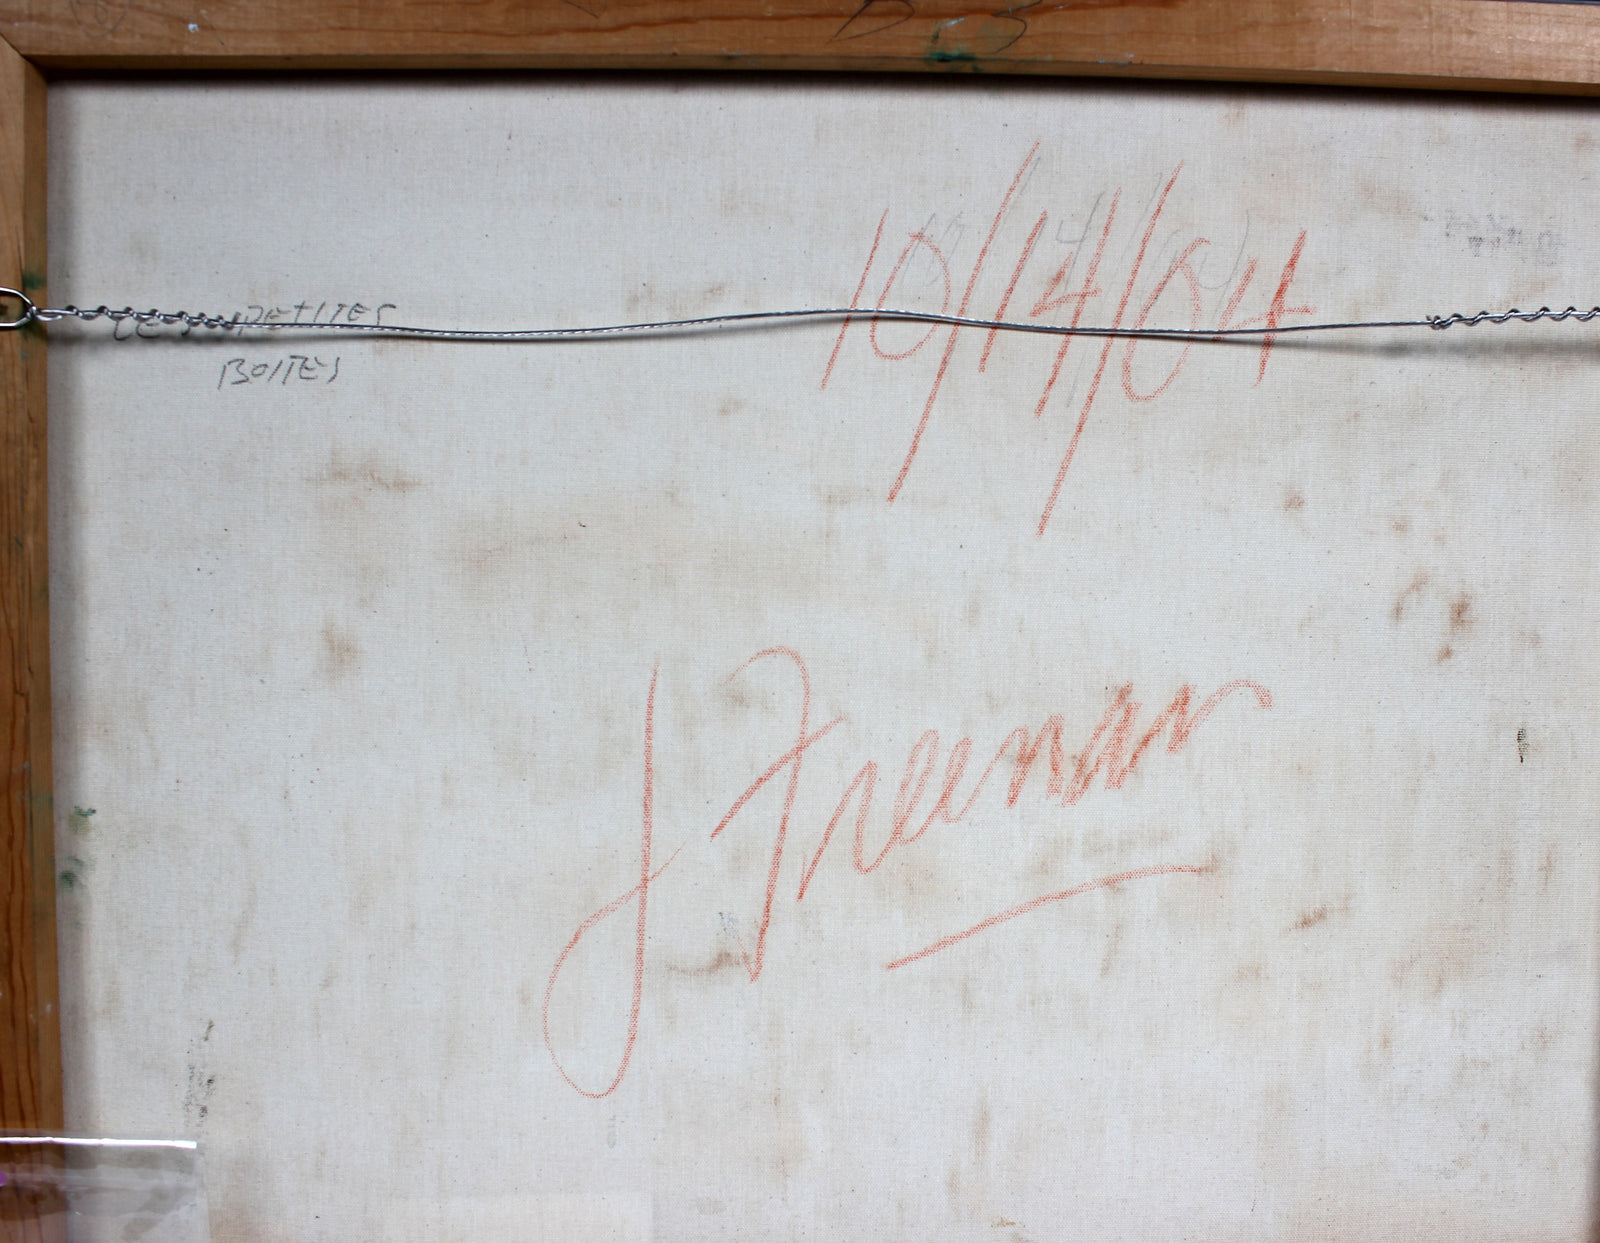 10/14/04
PETITES
BOITES
J Freeman